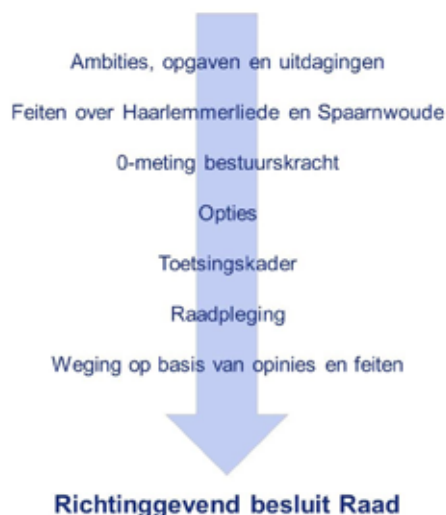 Ambities, opgaven en uitdagingen
Feiten over Haarlemmerliede en Spaarnwoude
0-meting bestuurskracht
Opties
Toetsingskader
Raadpleging
Weging op basis van opinies en feiten
Richtinggevend besluit Raad